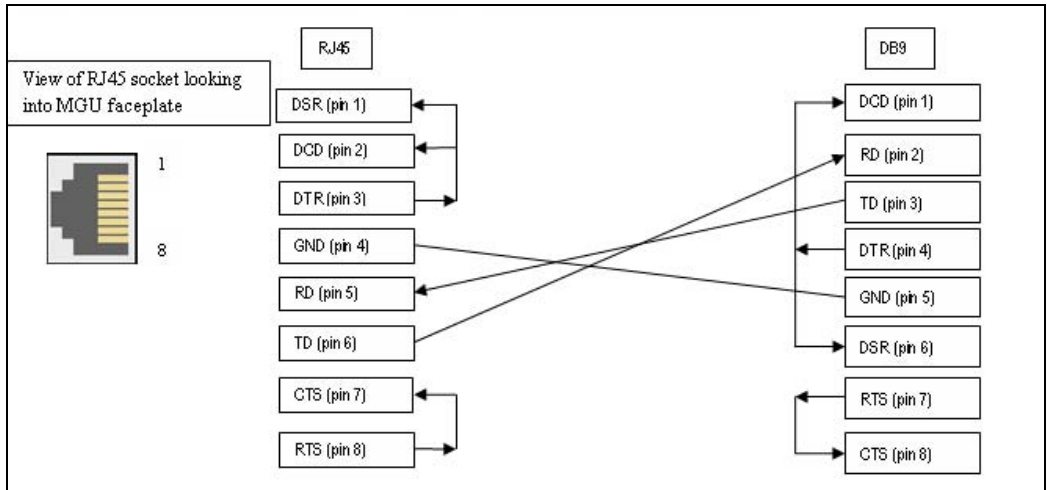 RJ45
DB9
View of RJ45 socket looking
into MGU faceplate
1
8
DSR (pin 1)
DCD (pin 2)
DTR(pin 3)
GND (pin 4)
RD (pin 5)
TD (pin 6)
CTS (pin 7)
RTS (pin 8)
DCD (pin 1)
RD (pin 2)
TD (pin 3)
DTR(pin 4)
GND (pin 5)
DSR (pin 6)
RTS (pin 7)
CTS (pin 8)